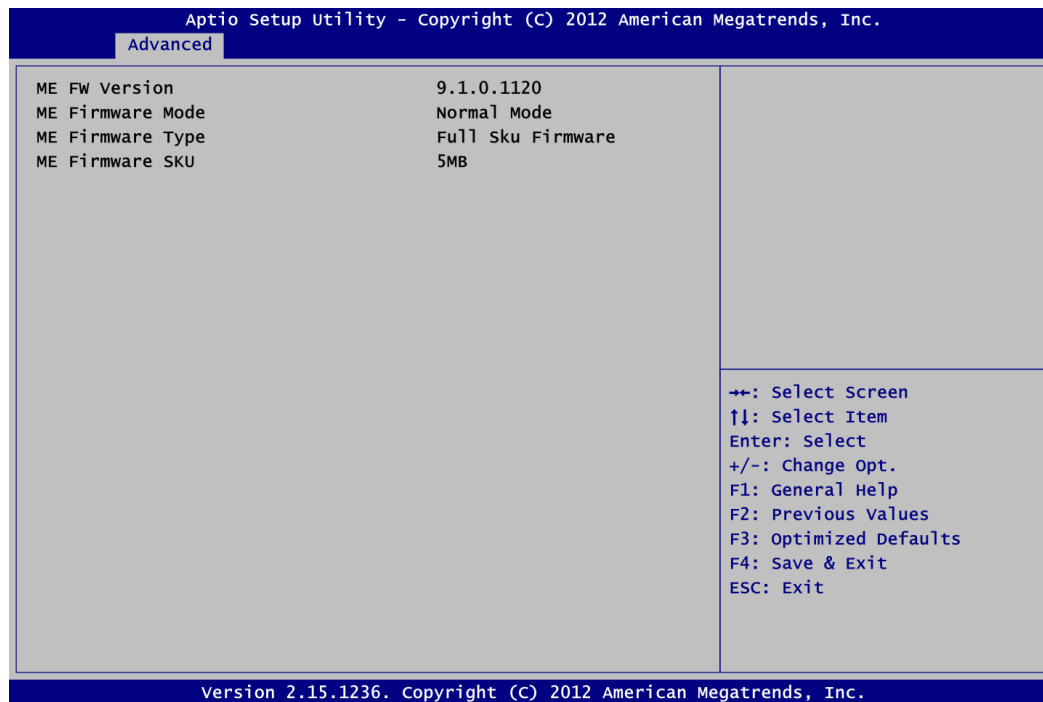 Aptio Setup Utility - Copyright (C) 2012 American Megatrends, Inc.
Advanced
ME FW Version 9.1.0.1120
ME Firmware Mode Normal Mode
ME Firmware Type Full Sku Firmware
ME Firmware SKU 5MB
→←: Select Screen
↑↓: Select Item
Enter: Select
+/-: Change Opt.
F1: General Help
F2: Previous Values
F3: Optimized Defaults
F4: Save & Exit
ESC: Exit
Version 2.15.1236. Copyright (C) 2012 American Megatrends, Inc.